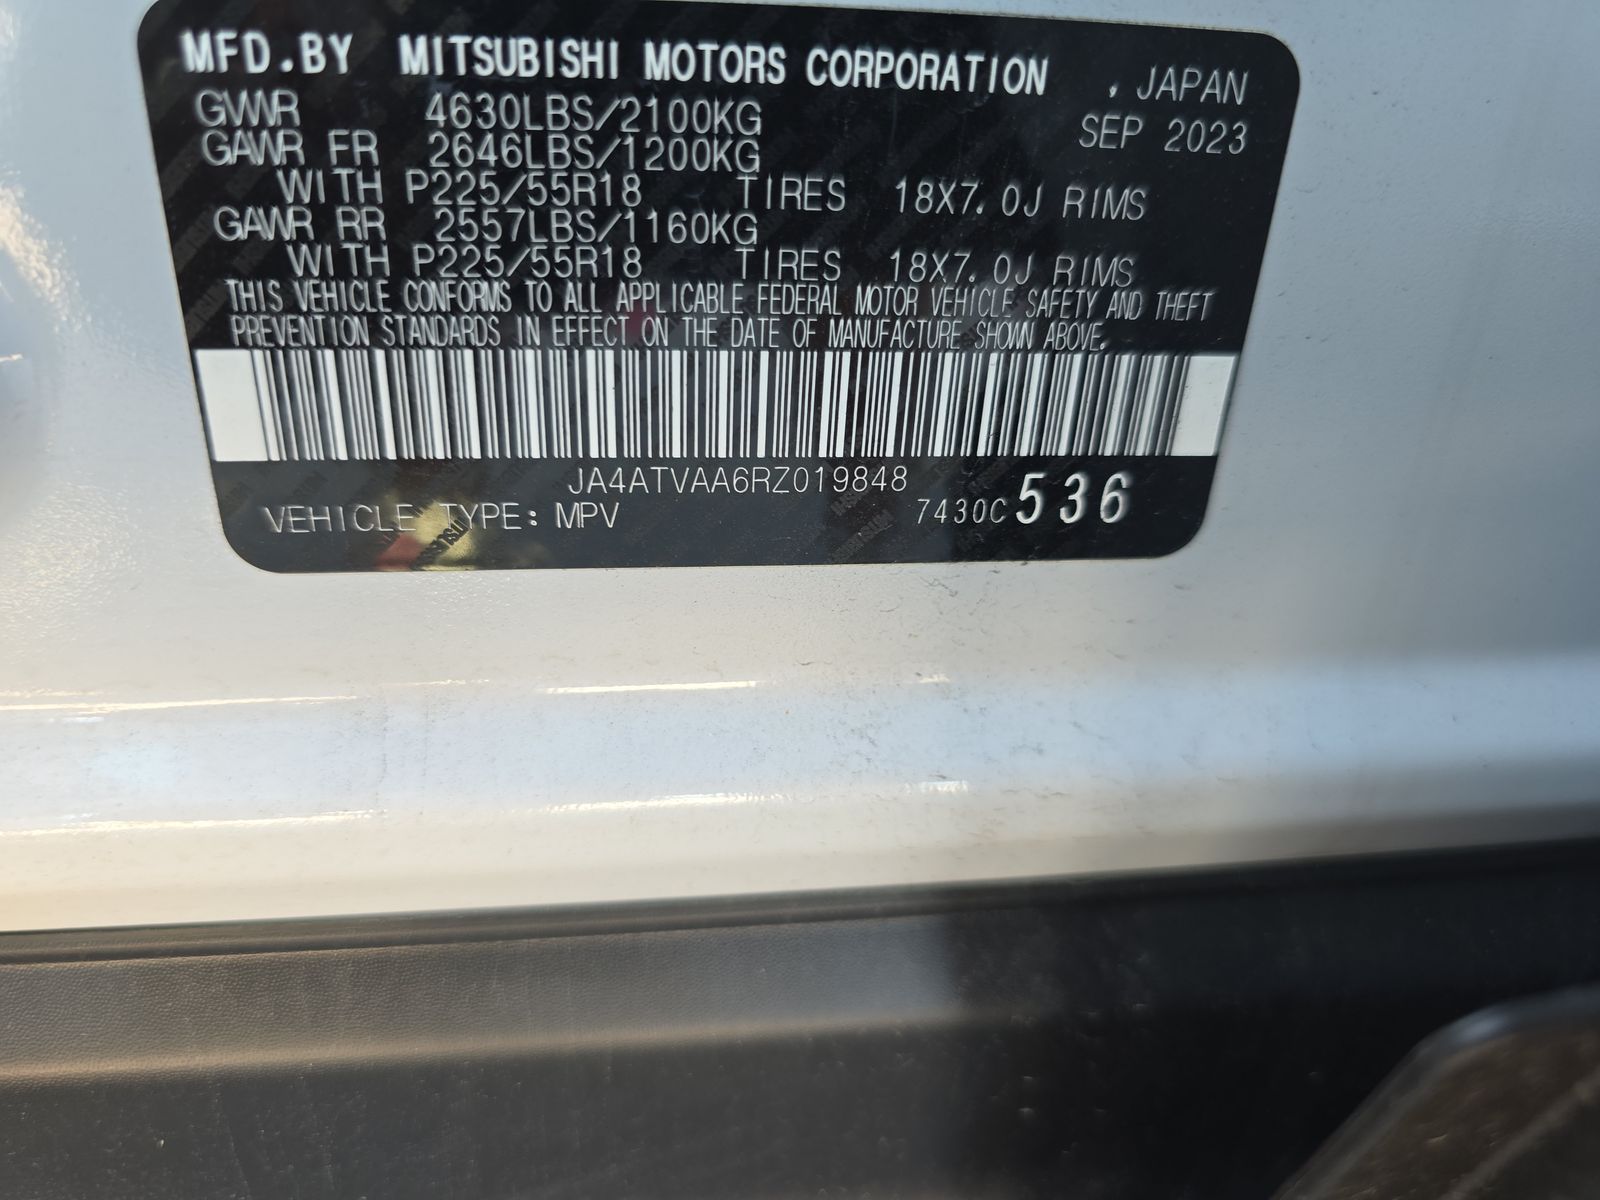 MFD.BY MITSUBISHI MOTORS CORPORATION , JAPAN
GVWR 4630LBS/2100KG SEP 2023
GAWR FR 2646LBS/1200KG
WITH P225/55R18 TIRES 18X7.0J RIMS
GAWR RR 2557LBS/1160KG
WITH P225/55R18 TIRES 18X7.0J RIMS
THIS VEHICLE CONFORMS TO ALL APPLICABLE FEDERAL MOTOR VEHICLE SAFETY AND THEFT
PREVENTION STANDARDS IN EFFECT ON THE DATE OF MANUFACTURE SHOWN ABOVE.
JA4ATVAA6RZ019848
VEHICLE TYPE: MPV 7430C 536